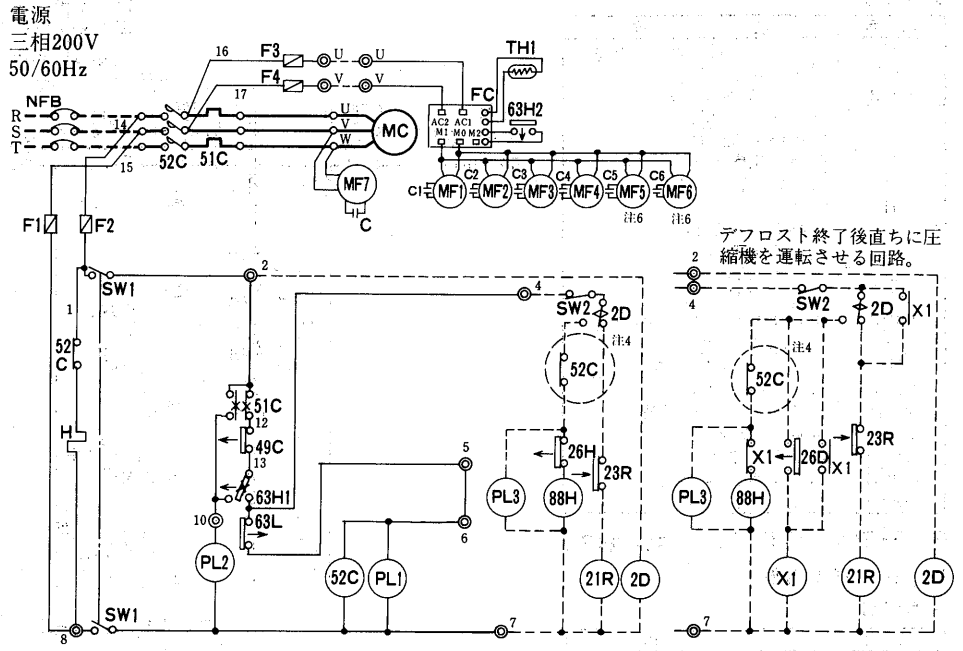 電源
三相200V
50/60Hz
16 F3 U U
17 F4 V V
TH1
FC
63H2
AC2 AC1
M1 M0 M2
NFB
R
S
T
14
15
52C 51C
U
V
W
MC
MF7
C
C1 MF1 C2 MF2 C3 MF3 C4 MF4 C5 MF5 C6 MF6
注6 注6
F1 F2
デフロスト終了後直ちに圧
縮機を運転させる回路。
SW1
2
2
4
4
SW2 2D
SW2 2D X1
1
注4
注4
52
C
52C
52C
51C
12
H
49C
13
26H
23R
X1
26D
X1
23R
5
63H1
PL3 88H
PL3 88H
10
63L
6
PL2
52C PL1
21R 2D
X1 21R 2D
SW1
8
7
7